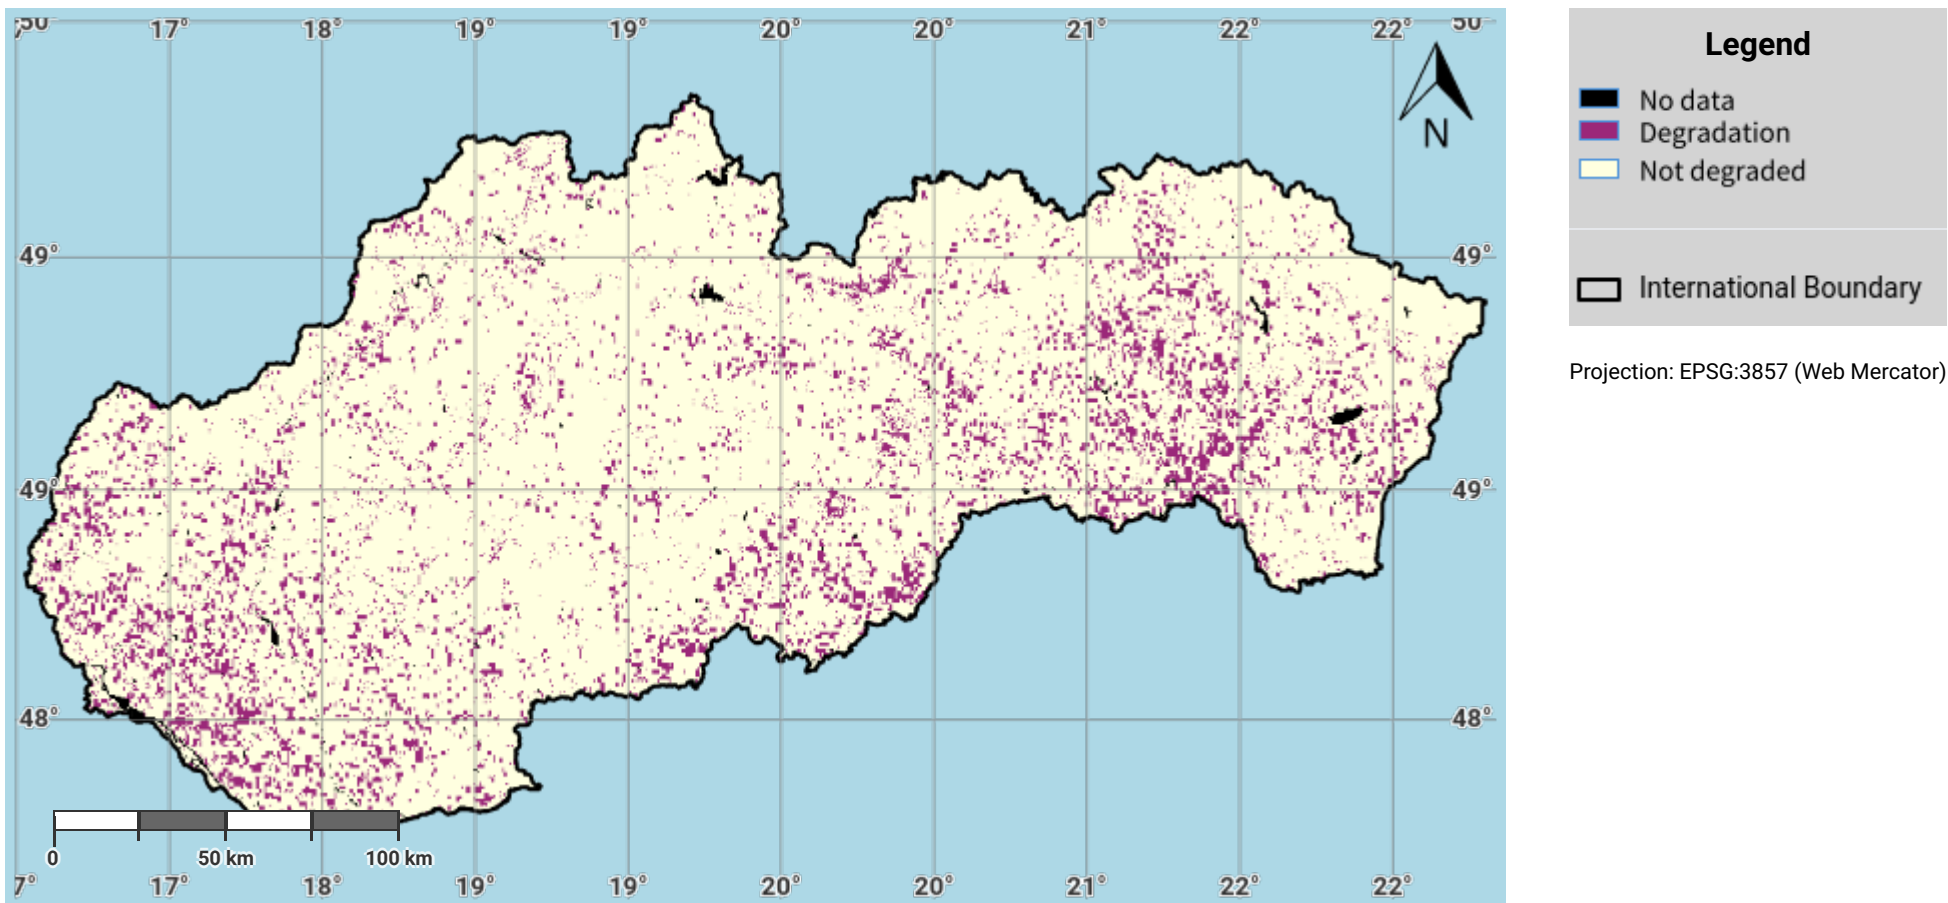 50° 17° 18° 19° 19° 20° 20° 21° 22° 22° 50°
N
49° 49°
49° 49°
48° 48°
0 50 km 100 km
7° 17° 18° 19° 19° 20° 20° 21° 22° 22°
Legend
No data
Degradation
Not degraded
International Boundary
Projection: EPSG:3857 (Web Mercator)